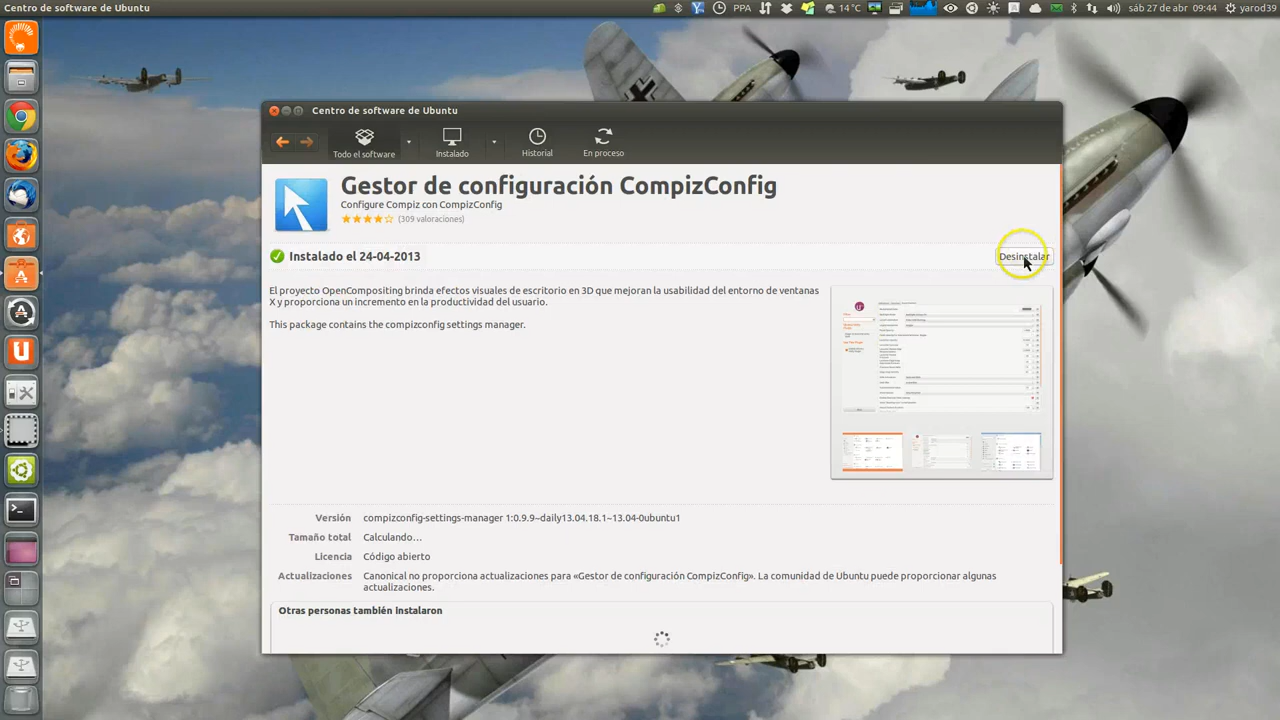 Centro de software de Ubuntu
PPA
14 °C
sáb 27 de abr
09:44
yarod39
Centro de software de Ubuntu
Todo el software
Instalado
Historial
En proceso
Gestor de configuración CompizConfig
Configure Compiz con CompizConfig
(309 valoraciones)
Instalado el 24-04-2013
Desinstalar
El proyecto OpenCompositing brinda efectos visuales de escritorio en 3D que mejoran la usabilidad del entorno de ventanas
X y proporciona un incremento en la productividad del usuario.
This package contains the compizconfig settings manager.
Versión compizconfig-settings-manager 1:0.9.9~daily13.04.18.1~13.04-0ubuntu1
Tamaño total Calculando...
Licencia Código abierto
Actualizaciones Canonical no proporciona actualizaciones para «Gestor de configuración CompizConfig». La comunidad de Ubuntu puede proporcionar algunas
actualizaciones.
Otras personas también instalaron